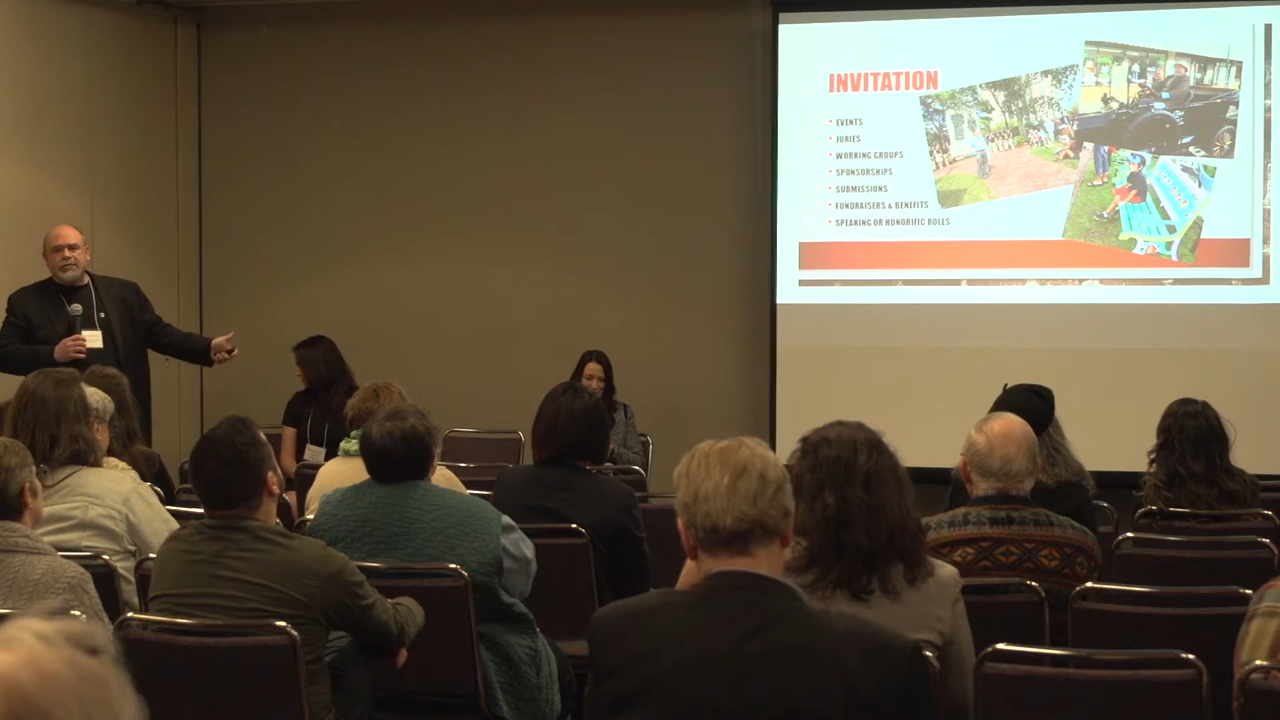 INVITATION
EVENTS
JURIES
WORKING GROUPS
SPONSORSHIPS
SUBMISSIONS
FUNDRAISERS & BENEFITS
SPEAKING OR HONORIFIC ROLES